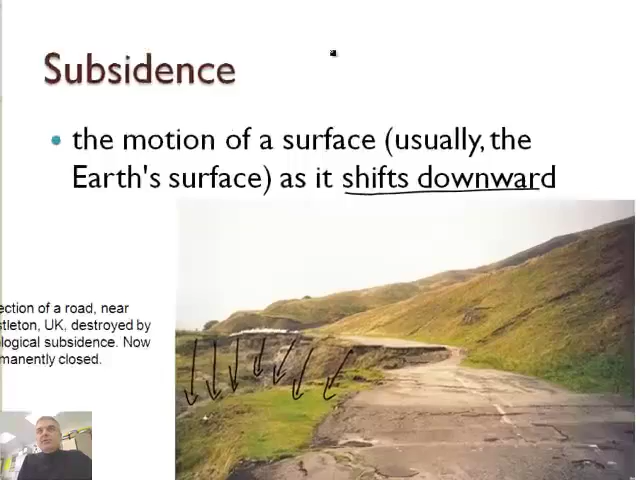 Subsidence
the motion of a surface (usually, the
Earth's surface) as it shifts downward
ection of a road, near
stleton, UK, destroyed by
logical subsidence. Now
manently closed.